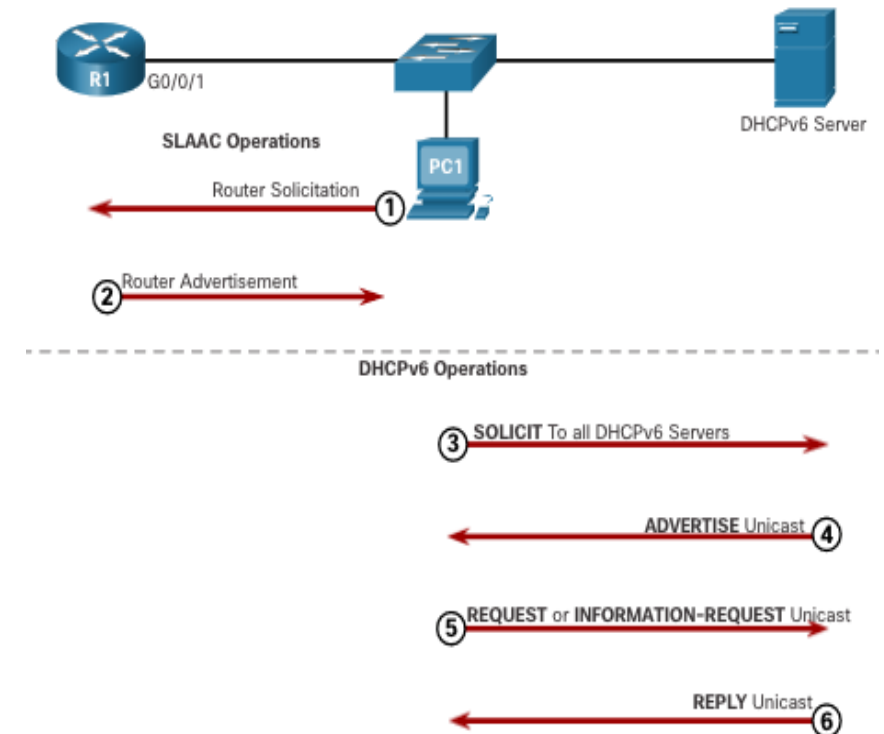 R1
G0/0/1
DHCPv6 Server
SLAAC Operations
PC1
Router Solicitation
1
Router Advertisement
2
DHCPv6 Operations
SOLICIT To all DHCPv6 Servers
3
ADVERTISE Unicast
4
REQUEST or INFORMATION-REQUEST Unicast
5
REPLY Unicast
6